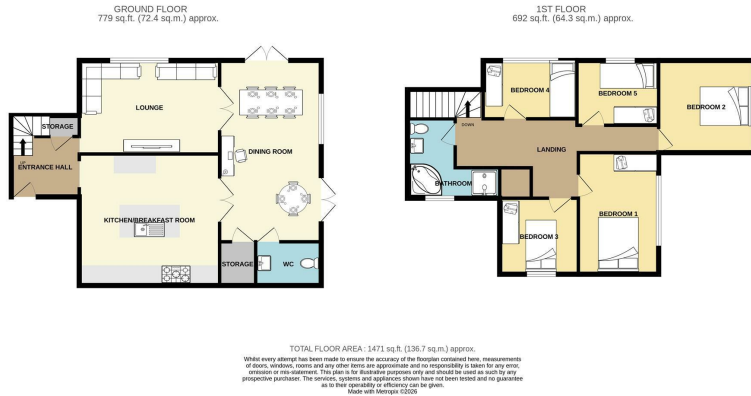 GROUND FLOOR
779 sq.ft. (72.4 sq.m.) approx.
1ST FLOOR
692 sq.ft. (64.3 sq.m.) approx.
LOUNGE
STORAGE
UP
ENTRANCE HALL
DINING ROOM
KITCHEN/BREAKFAST ROOM
STORAGE
WC
BEDROOM 4
BEDROOM 5
BEDROOM 2
DOWN
LANDING
BATHROOM
BEDROOM 1
BEDROOM 3
TOTAL FLOOR AREA : 1471 sq.ft. (136.7 sq.m.) approx.
Whilst every attempt has been made to ensure the accuracy of the floorplan contained here, measurements
of doors, windows, rooms and any other items are approximate and no responsibility is taken for any error,
omission or mis-statement. This plan is for illustrative purposes only and should be used as such by any
prospective purchaser. The services, systems and appliances shown have not been tested and no guarantee
as to their operability or efficiency can be given.
Made with Metropix ©2026